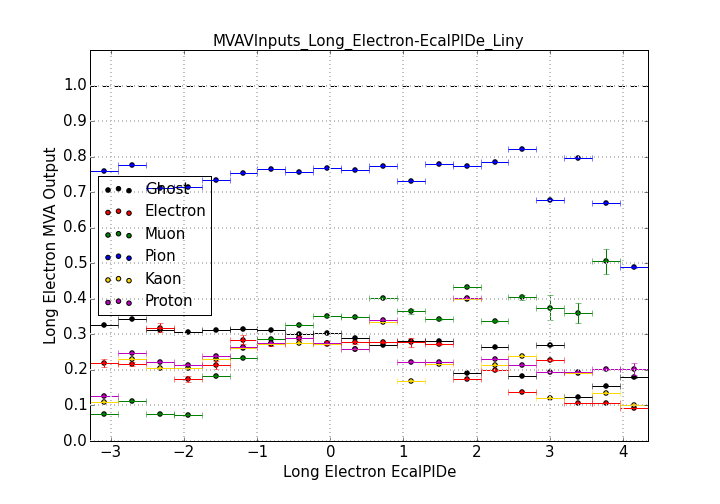 MVAVInputs_Long_Electron-EcalPIDe_Liny
Long Electron MVA Output
1.0
0.9
0.8
0.7
0.6
0.5
0.4
0.3
0.2
0.1
0.0
Ghost
Electron
Muon
Pion
Kaon
Proton
−3 −2 −1 0 1 2 3 4
Long Electron EcalPIDe